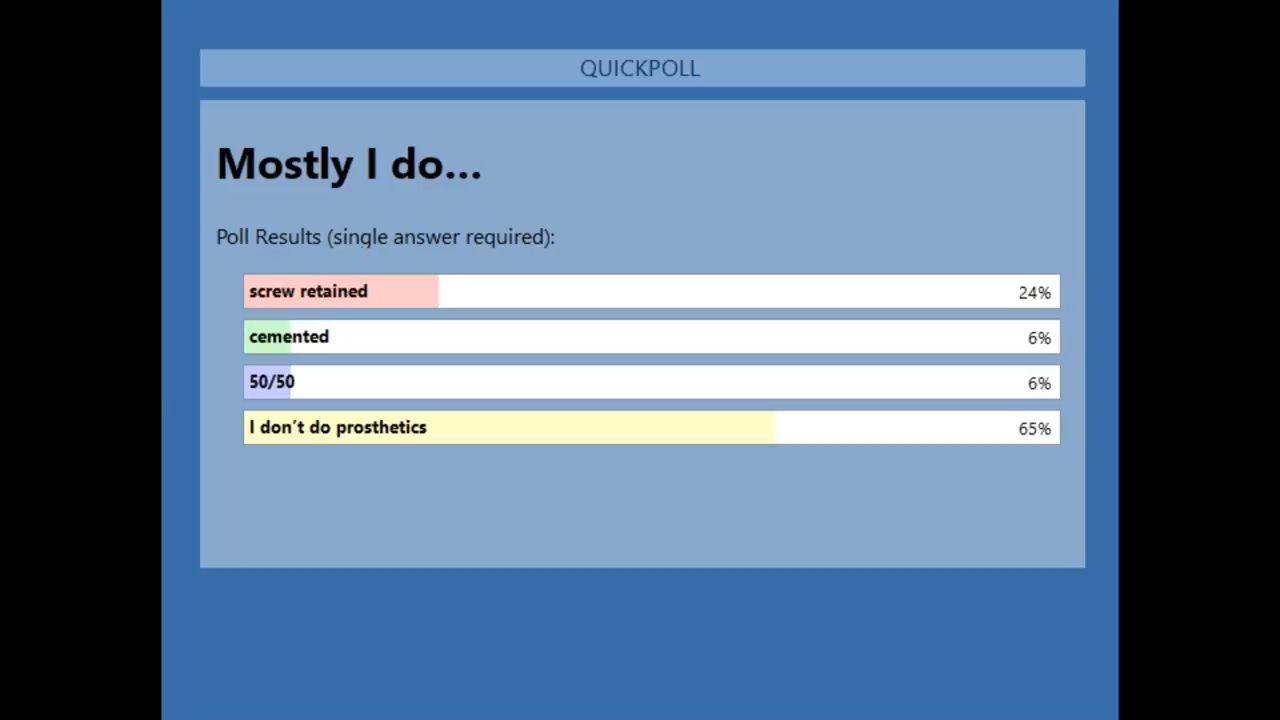 QUICKPOLL
Mostly I do...
Poll Results (single answer required):
screw retained 24%
cemented 6%
50/50 6%
I don't do prosthetics 65%